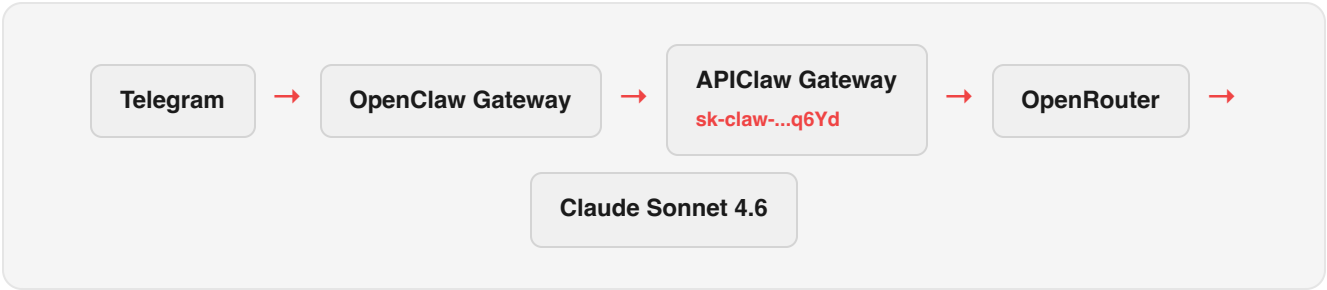 Telegram → OpenClaw Gateway → APIClaw Gateway → OpenRouter →
sk-claw-...q6Yd
Claude Sonnet 4.6